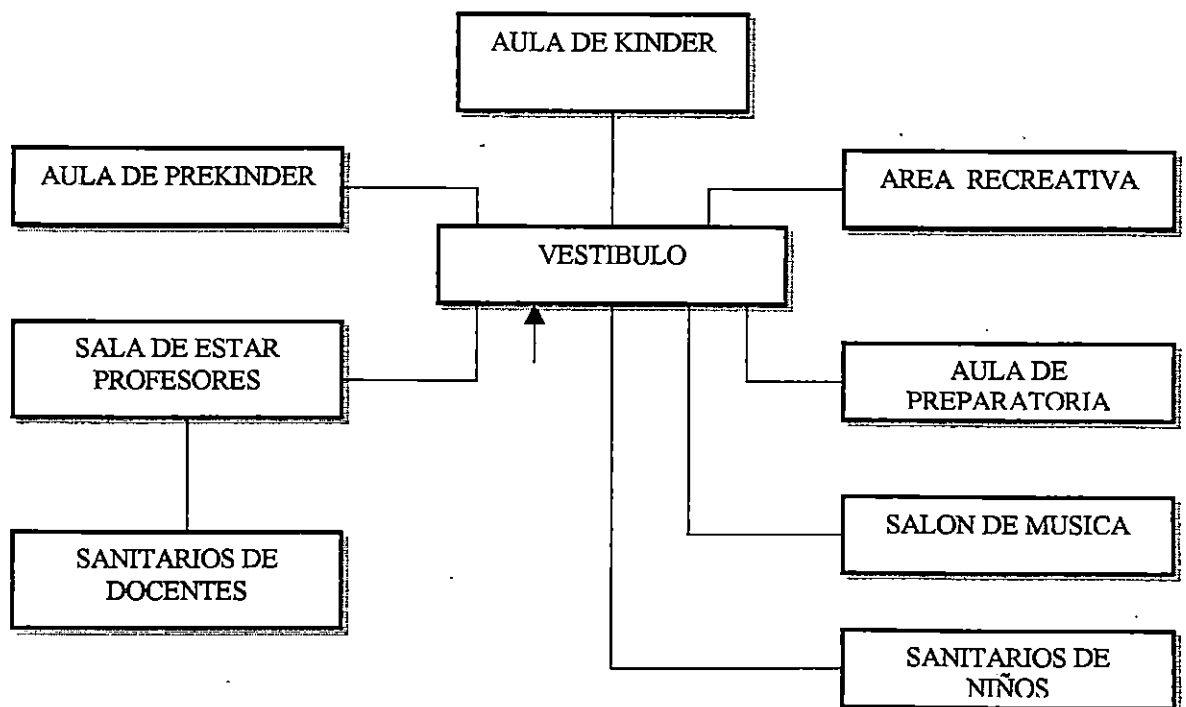 AULA DE KINDER
AULA DE PREKINDER
AREA RECREATIVA
VESTIBULO
SALA DE ESTAR
PROFESORES
AULA DE
PREPARATORIA
SANITARIOS DE
DOCENTES
SALON DE MUSICA
SANITARIOS DE
NIÑOS